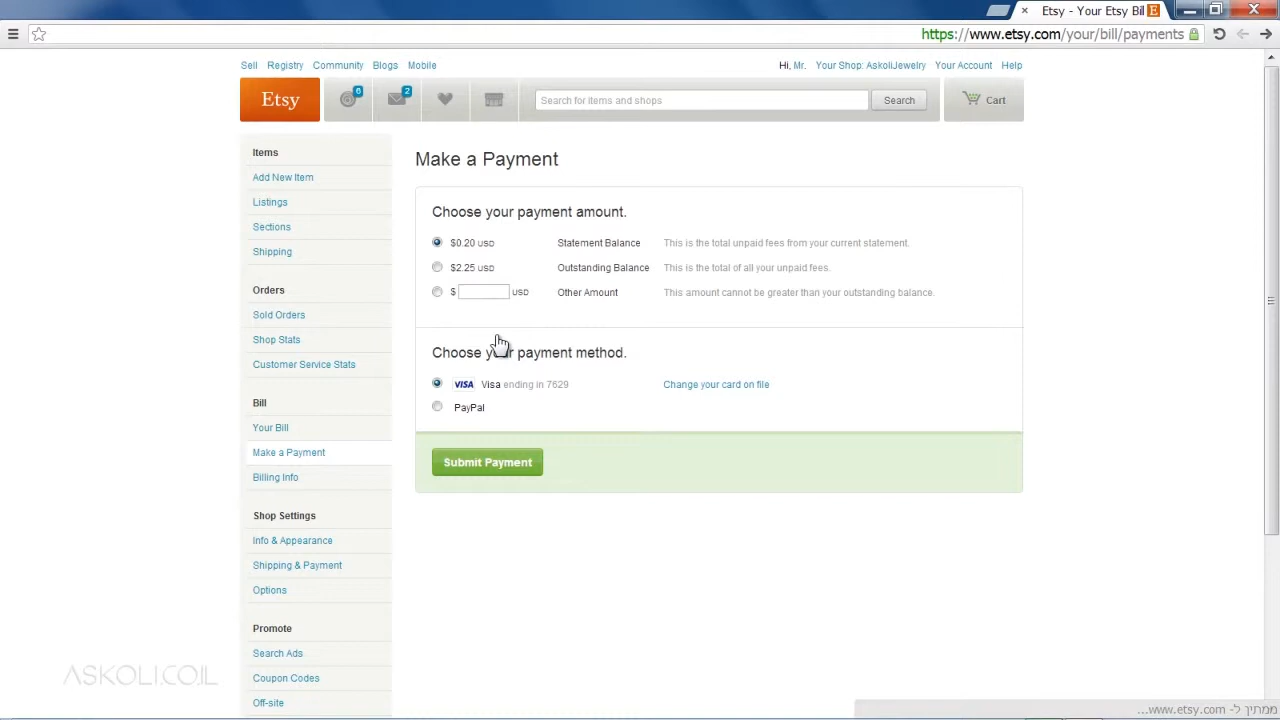 Etsy - Your Etsy Bil
https://www.etsy.com/your/bill/payments
Sell Registry Community Blogs Mobile
Hi, Mr. Your Shop: AskoliJewelry Your Account Help
Etsy
6
2
Search for items and shops
Search
Cart
Items
Add New Item
Listings
Sections
Shipping
Orders
Sold Orders
Shop Stats
Customer Service Stats
Bill
Your Bill
Make a Payment
Billing Info
Shop Settings
Info & Appearance
Shipping & Payment
Options
Promote
Search Ads
Coupon Codes
Off-site
Make a Payment
Choose your payment amount.
$0.20 USD Statement Balance This is the total unpaid fees from your current statement.
$2.25 USD Outstanding Balance This is the total of all your unpaid fees.
$ USD Other Amount This amount cannot be greater than your outstanding balance.
Choose your payment method.
VISA Visa ending in 7629 Change your card on file
PayPal
Submit Payment
ASKOLI.CO.IL
ממתין ל- www.etsy.com...